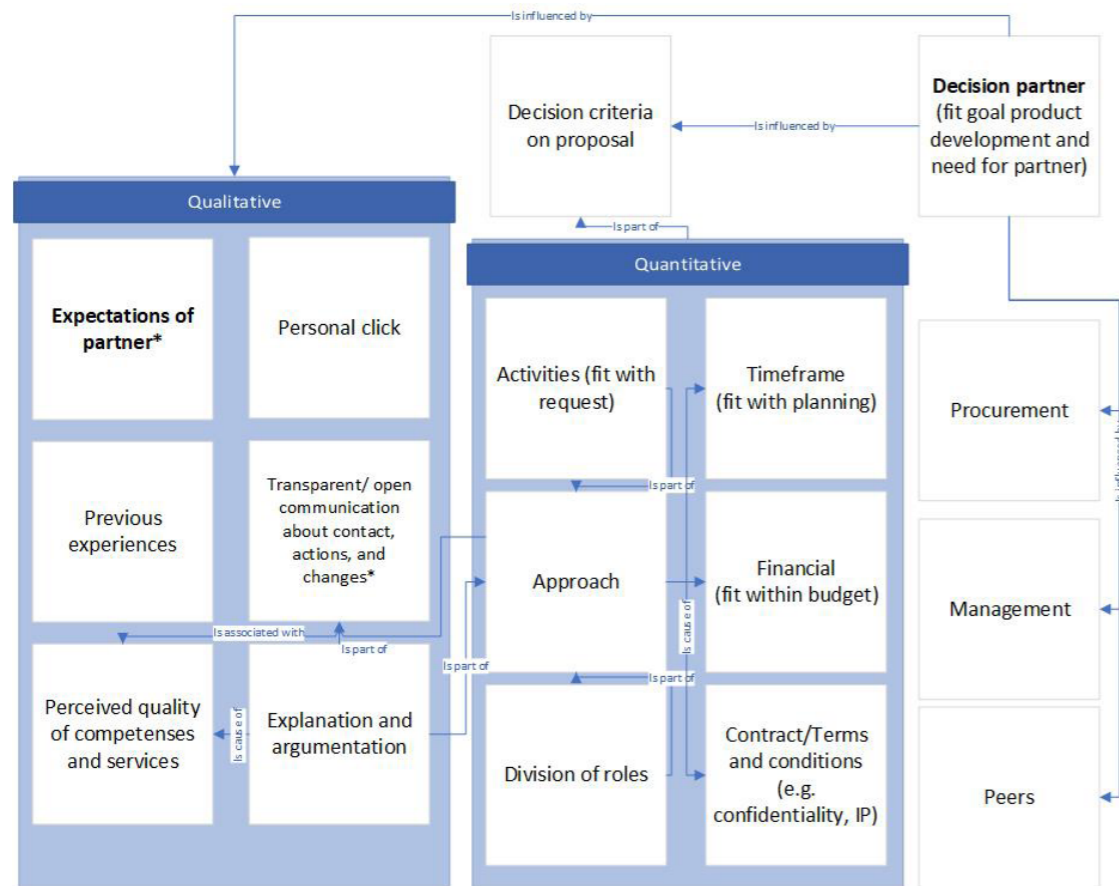 Is influenced by
Decision criteria
on proposal
Is influenced by
Decision partner
(fit goal product
development and
need for partner)
Qualitative
Is part of
Quantitative
Expectations of
partner*
Personal click
Activities (fit with
request)
Timeframe
(fit with planning)
Procurement
Is influenced by
Previous
experiences
Transparent/ open
communication
about contact,
actions, and
changes*
Is part of
Approach
Financial
(fit within budget)
Management
Is associated with
Is part of
Is part of
Is cause of
Is part of
Perceived quality
of competenses
and services
Is cause of
Explanation and
argumentation
Division of roles
Contract/Terms
and conditions
(e.g.
confidentiality, IP)
Peers